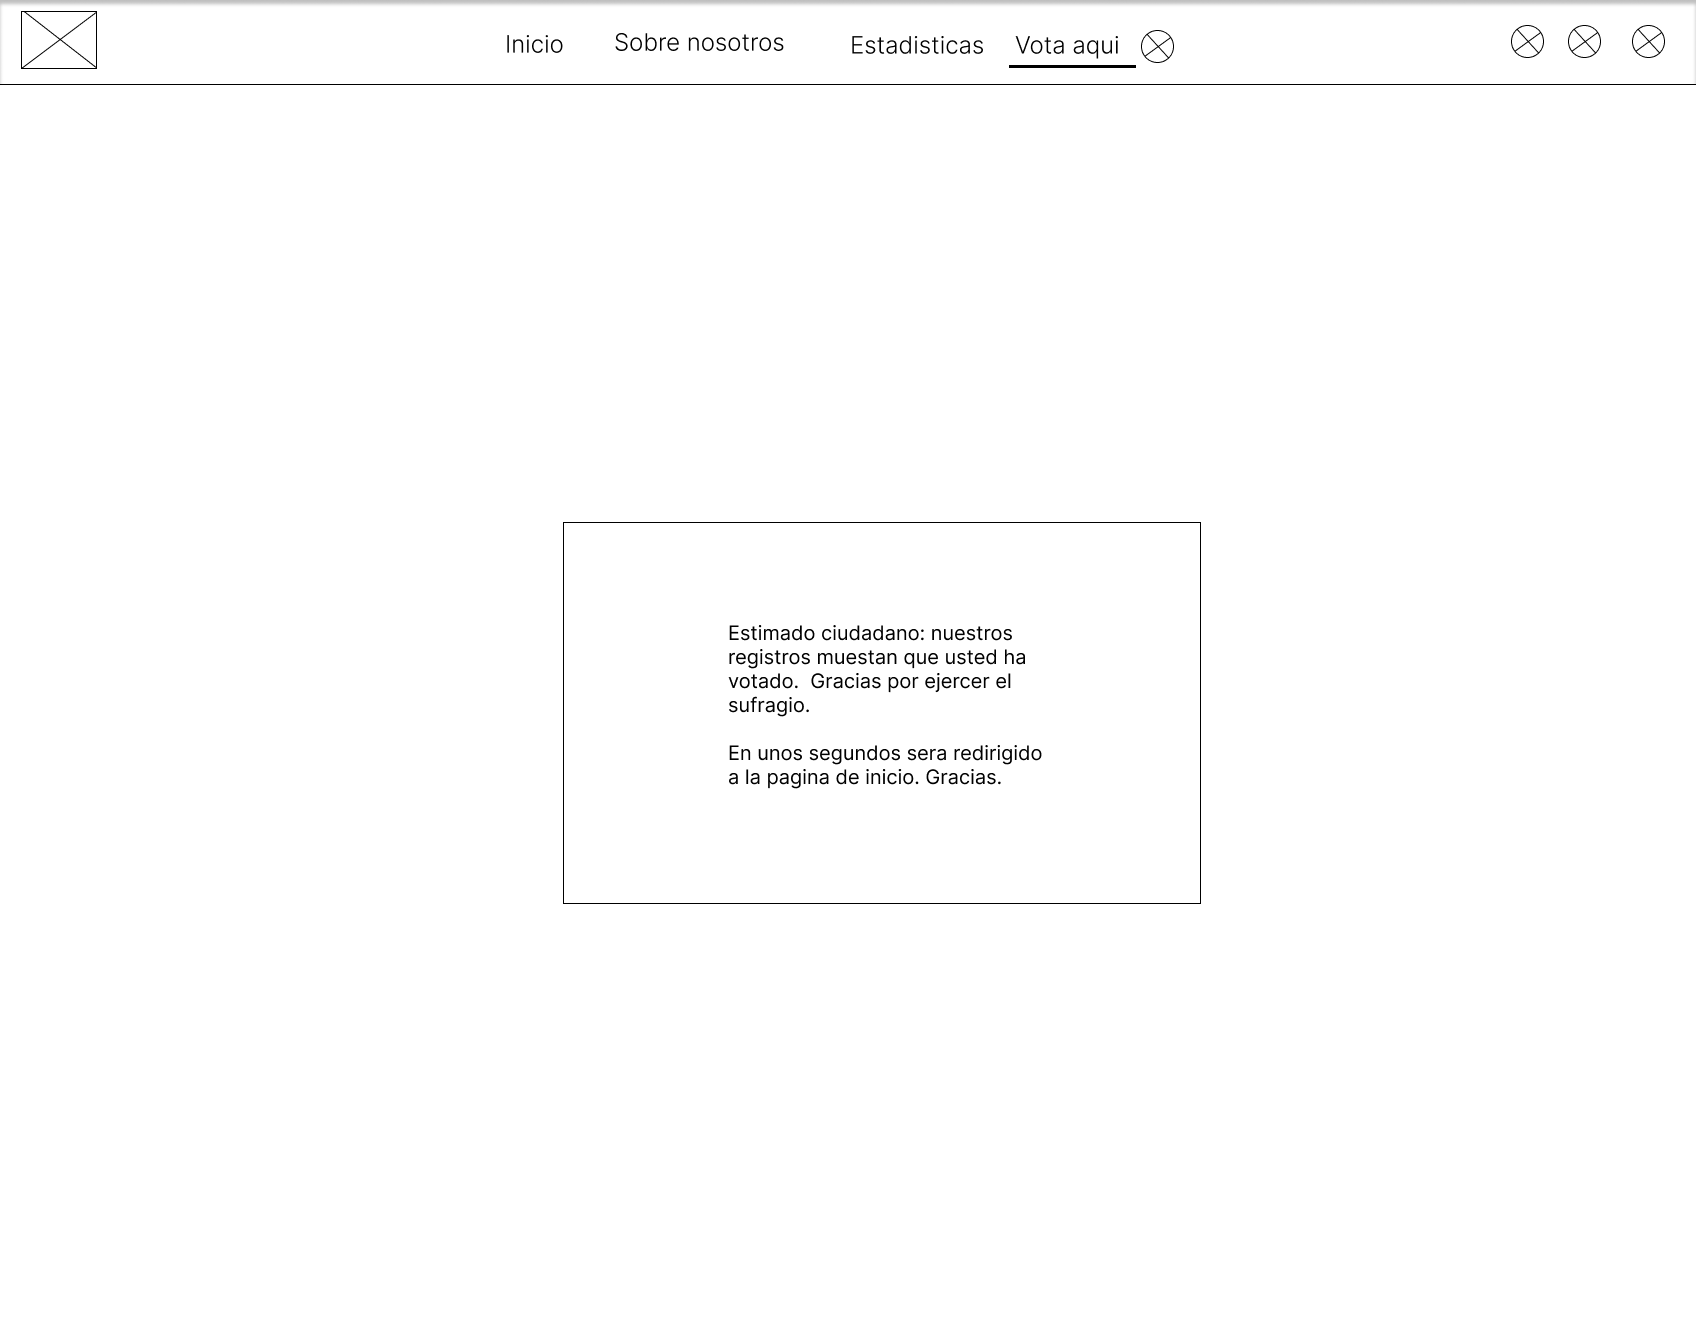 Inicio Sobre nosotros Estadisticas Vota aqui
Estimado ciudadano: nuestros
registros muestan que usted ha
votado.  Gracias por ejercer el
sufragio.
En unos segundos sera redirigido
a la pagina de inicio. Gracias.